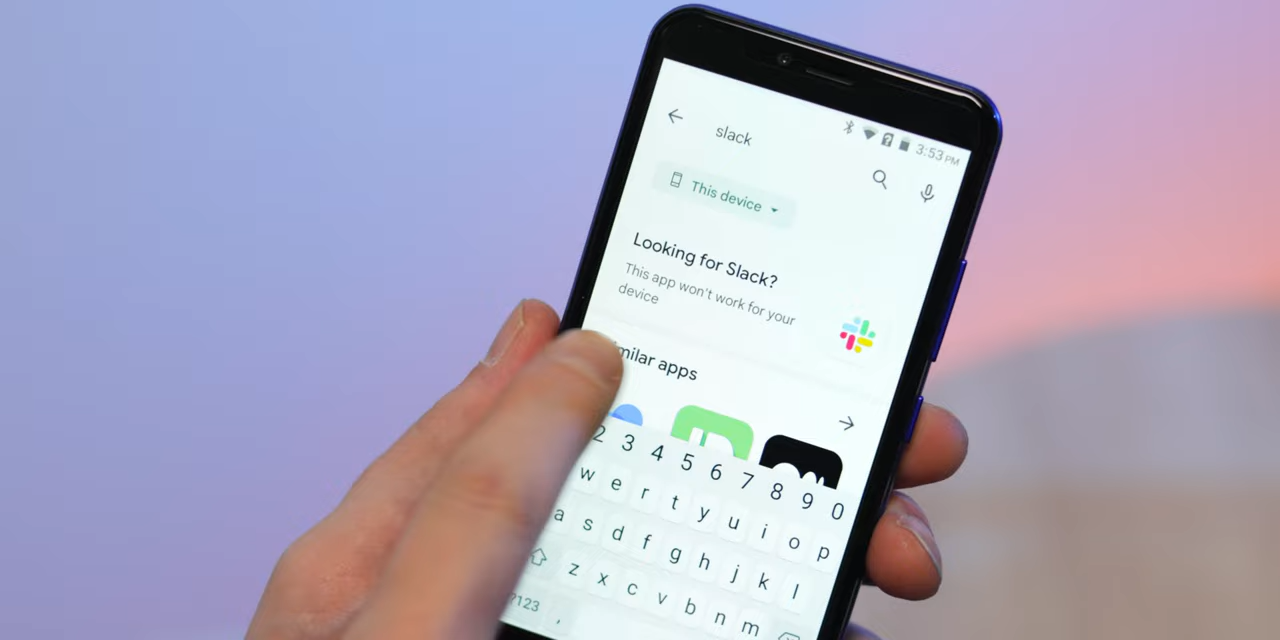 slack
3:53 PM
This device
Looking for Slack?
This app won't work for your
device
milar apps
2 3 4 5 6 7 8 9 0
w e r t y u i o p
a s d f g h j k l
z x c v b n m
?123 ,